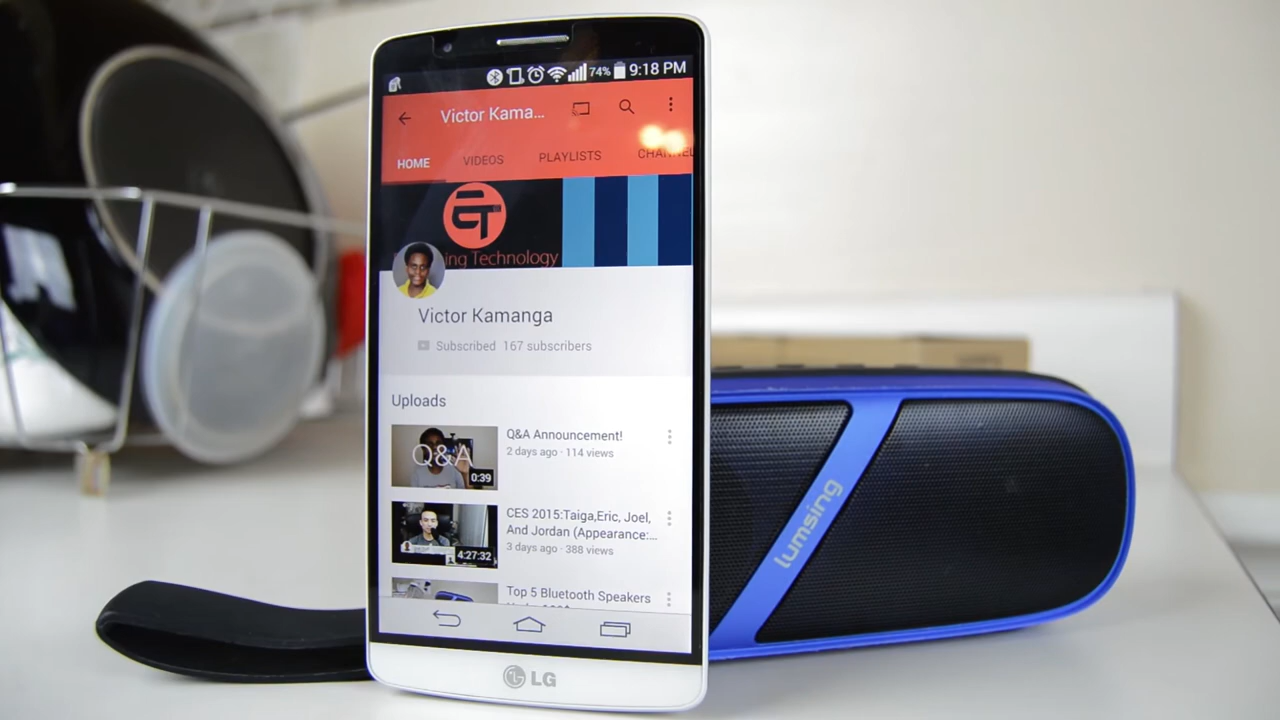 74% 9:18 PM
Victor Kama...
HOME VIDEOS PLAYLISTS CHANNEL
ing Technology
Victor Kamanga
Subscribed 167 subscribers
Uploads
Q&A Announcement!
2 days ago · 114 views
Q&A
0:39
CES 2015:Taiga,Eric, Joel,
And Jordan (Appearance:...
3 days ago · 388 views
4:27:32
Top 5 Bluetooth Speakers
LG
lumsing